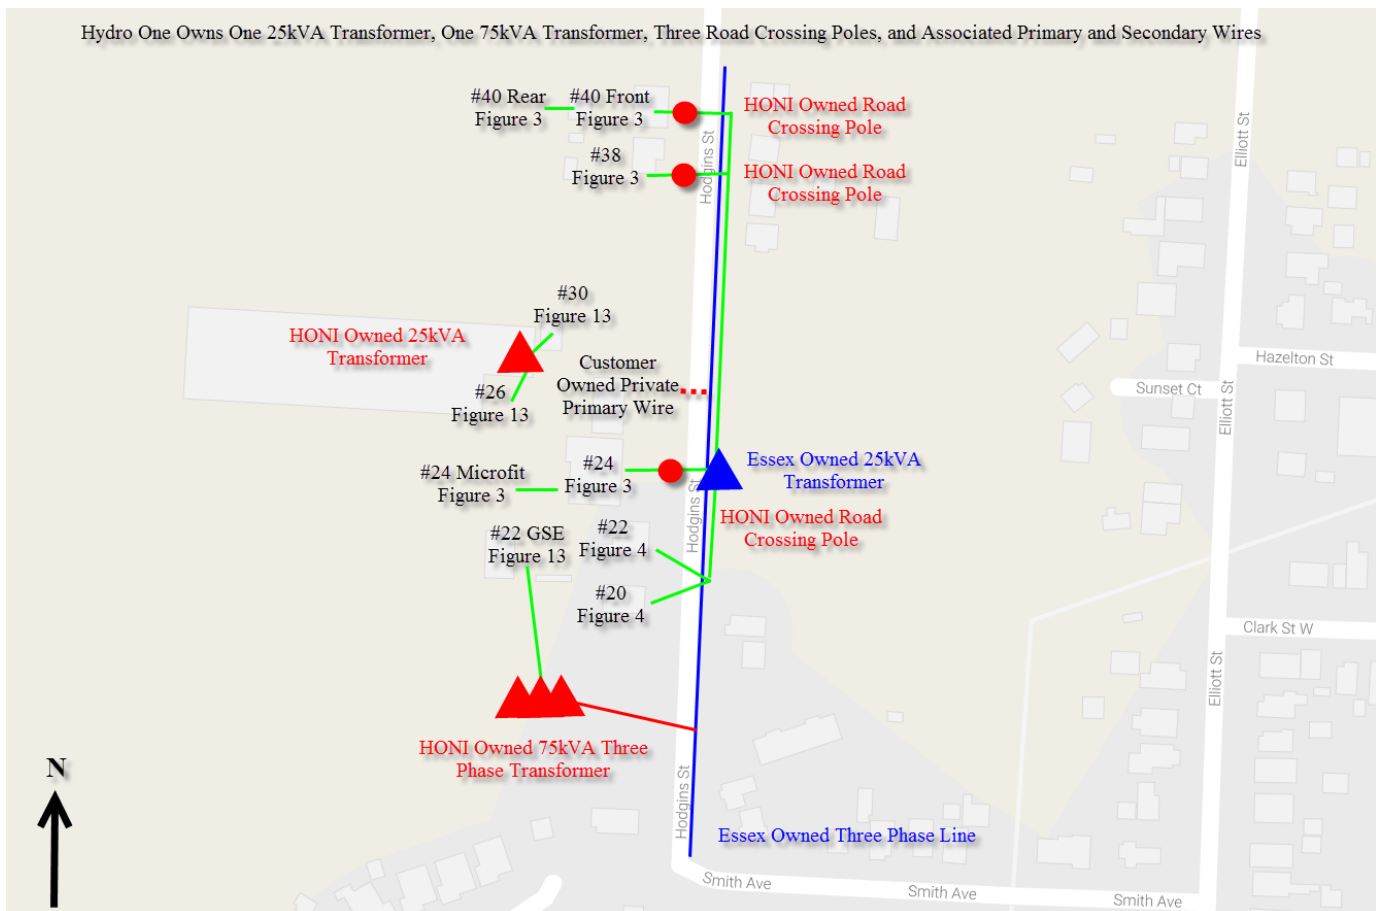 Hydro One Owns One 25kVA Transformer, One 75kVA Transformer, Three Road Crossing Poles, and Associated Primary and Secondary Wires
#40 Rear
Figure 3
#40 Front
Figure 3
HONI Owned Road
Crossing Pole
#38
Figure 3
HONI Owned Road
Crossing Pole
Hodgins St
Elliott St
#30
Figure 13
HONI Owned 25kVA
Transformer
#26
Figure 13
Customer
Owned Private
Primary Wire
Hazelton St
Sunset Ct
Elliott St
#24 Microfit
Figure 3
#24
Figure 3
Essex Owned 25kVA
Transformer
Hodgins St
HONI Owned Road
Crossing Pole
#22 GSE
Figure 13
#22
Figure 4
#20
Figure 4
Clark St W
Elliott St
HONI Owned 75kVA Three
Phase Transformer
N
Hodgins St
Essex Owned Three Phase Line
Smith Ave
Smith Ave
Smith Ave